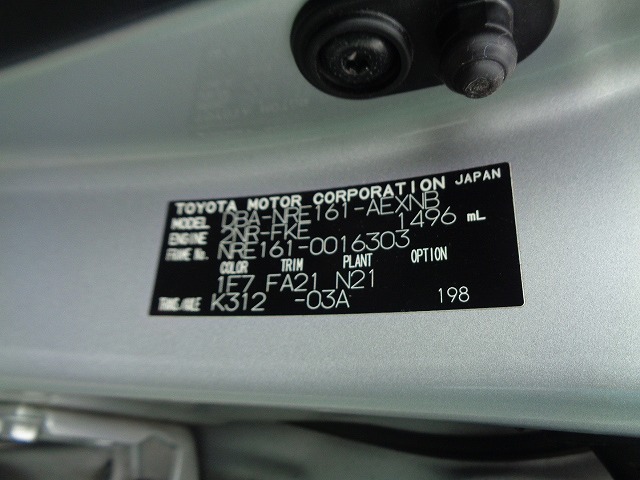 TOYOTA MOTOR CORPORATION JAPAN
MODEL DBA-NRE161-AEXNB
ENGINE 2NR-FKE 1496 mL
FRAME No. NRE161-0016303
COLOR TRIM PLANT OPTION
1E7 FA21 N21
TRANS/AXLE K312 -03A 198